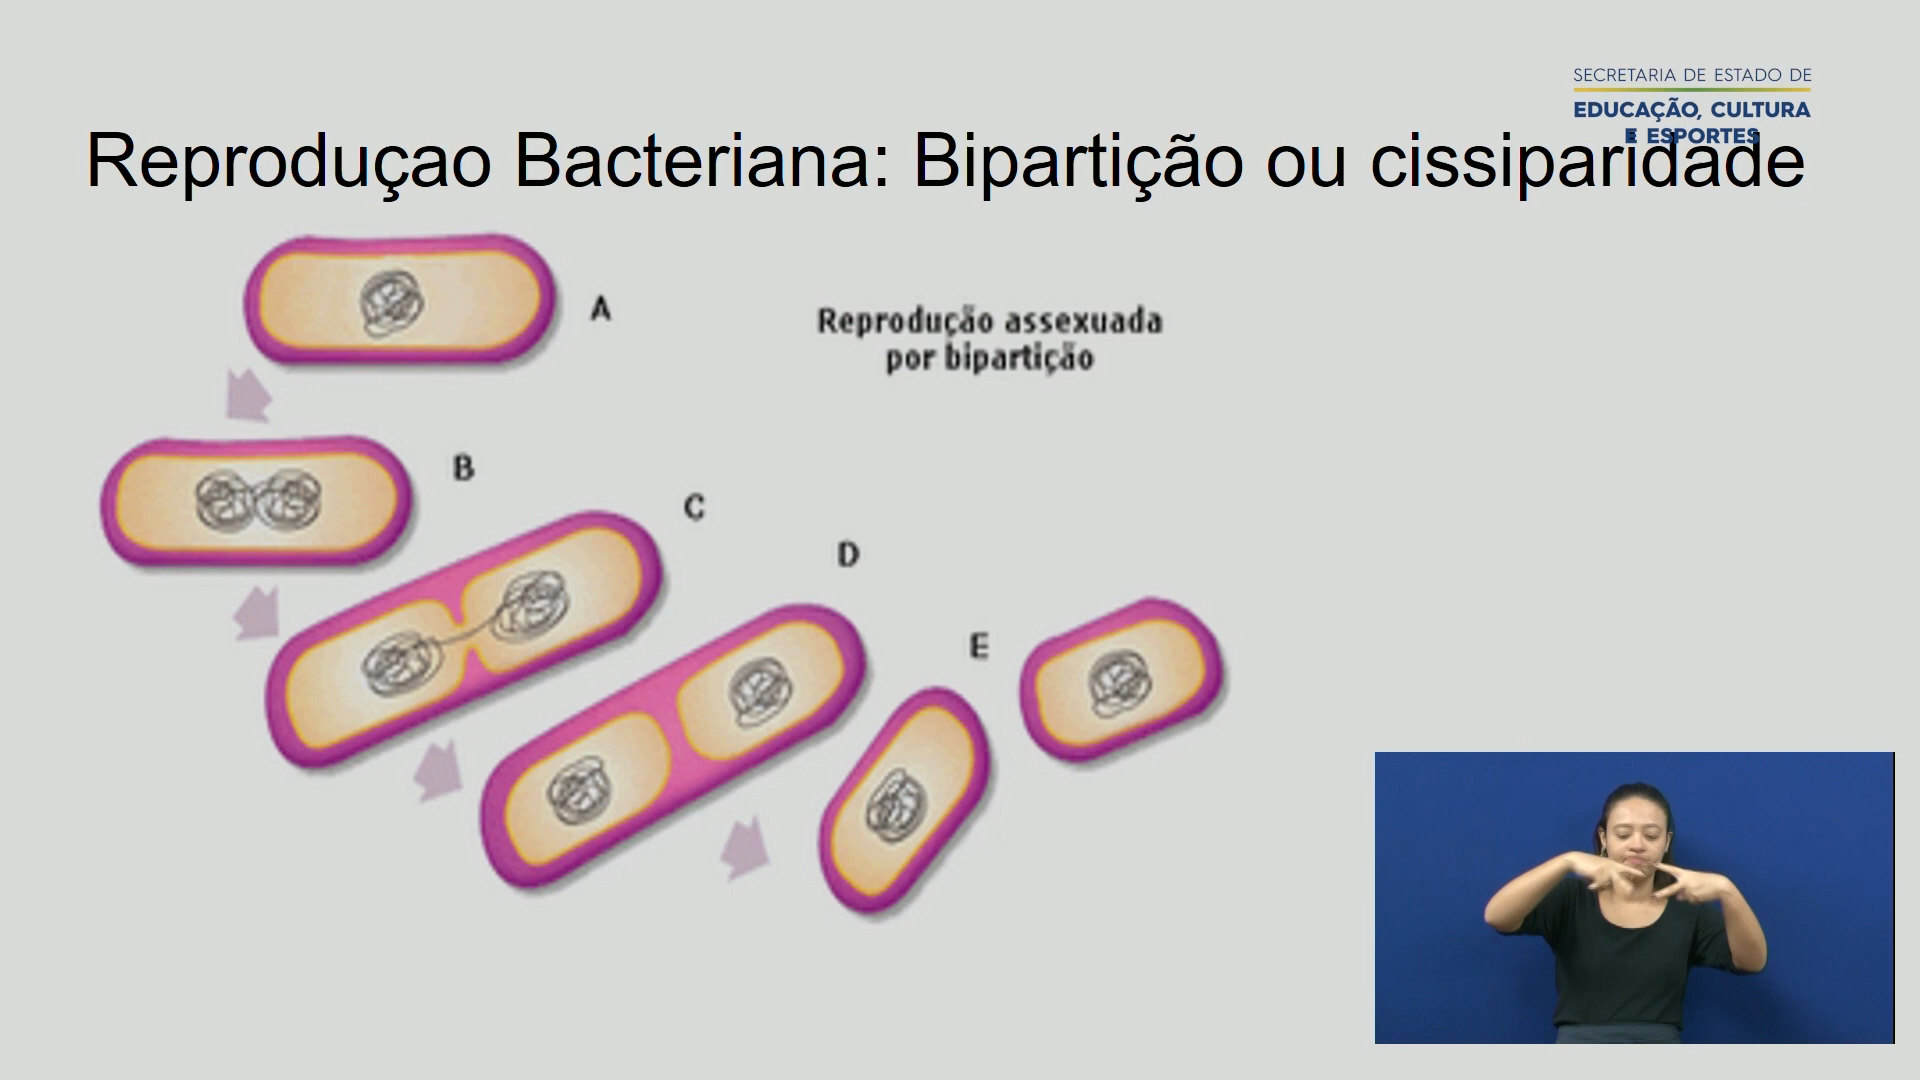 SECRETARIA DE ESTADO DE
EDUCAÇÃO, CULTURA
E ESPORTES
Reproduçao Bacteriana: Bipartição ou cissiparidade
A
Reprodução assexuada
por bipartição
B
C
D
E